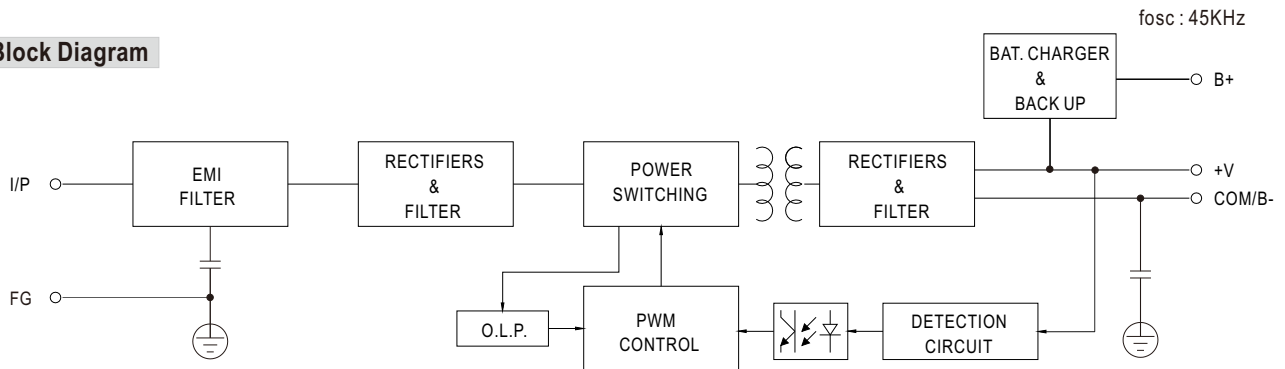 fosc : 45KHz
Block Diagram
BAT. CHARGER
&
BACK UP
B+
I/P
EMI
FILTER
RECTIFIERS
&
FILTER
POWER
SWITCHING
RECTIFIERS
&
FILTER
+V
COM/B-
FG
O.L.P.
PWM
CONTROL
DETECTION
CIRCUIT